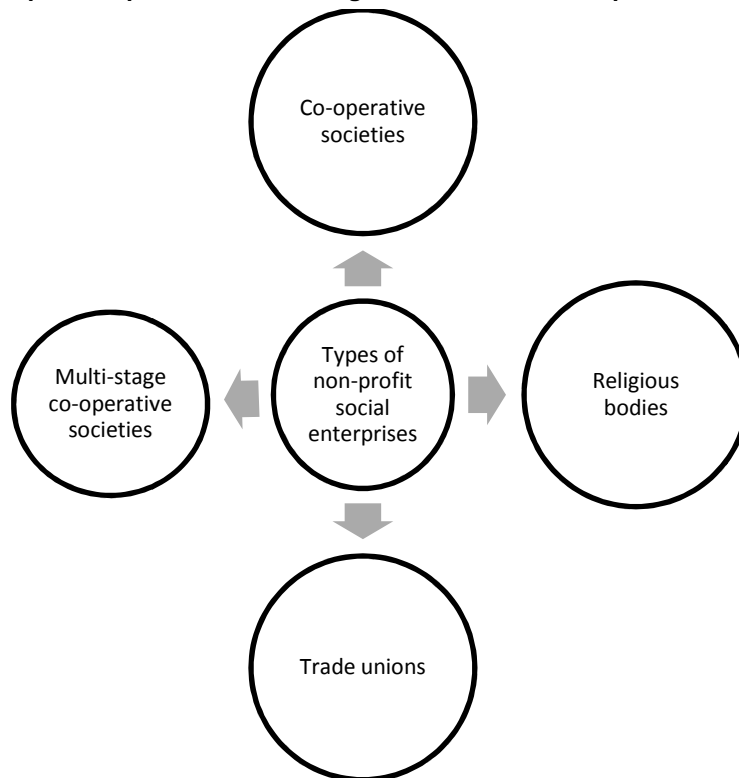 Co-operative
societies
Multi-stage
co-operative
societies
Types of
non-profit
social
enterprises
Religious
bodies
Trade unions